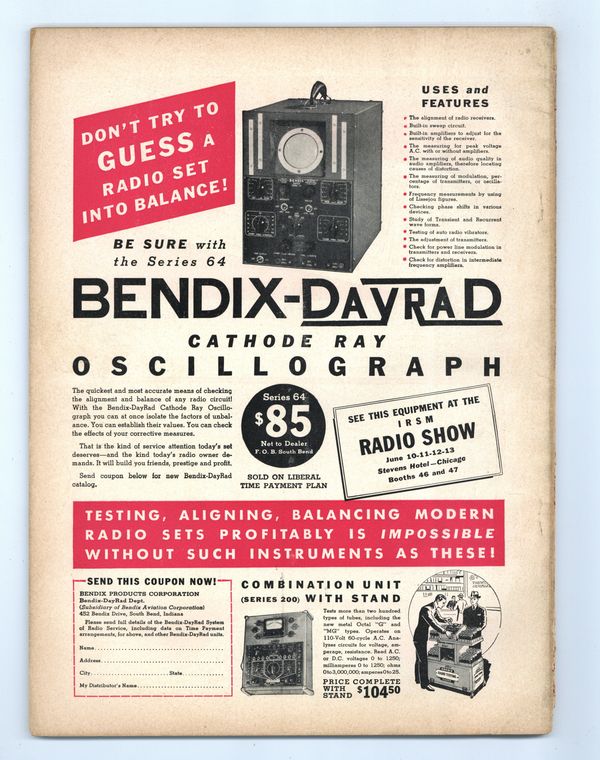 DON'T TRY TO
GUESS A
RADIO SET
INTO BALANCE!
BE SURE with
the Series 64
USES and
FEATURES
The alignment of radio receivers.
Built-in sweep circuit.
Built-in amplifiers to adjust for the
sensitivity of the receiver.
The measuring for peak voltage
A.C. with or without amplifiers.
The measuring of audio quality in
audio amplifiers, therefore locating
causes of distortion.
The measuring of modulation, per-
centage of transmitters, or oscilla-
tors.
Frequency measurements by using
of Lissejou figures.
Checking phase shifts in various
devices.
Study of Transient and Recurrent
wave forms.
Testing of auto radio vibrators.
The adjustment of transmitters.
Check for power line modulation in
transmitters and receivers.
Check for distortion in intermediate
frequency amplifiers.
BENDIX-DAYRAD
CATHODE RAY
OSCILLOGRAPH
The quickest and most accurate means of checking
the alignment and balance of any radio circuit!
With the Bendix-DayRad Cathode Ray Oscillo-
graph you can at once isolate the factors of unbal-
ance. You can establish their values. You can check
the effects of your corrective measures.
That is the kind of service attention today's set
deserves—and the kind today's radio owner de-
mands. It will build you friends, prestige and profit.
Send coupon below for new Bendix-DayRad
catalog.
Series 64
$85
Net to Dealer
F. O. B. South Bend
SOLD ON LIBERAL
TIME PAYMENT PLAN
SEE THIS EQUIPMENT AT THE
I R S M
RADIO SHOW
June 10-11-12-13
Stevens Hotel—Chicago
Booths 46 and 47
TESTING, ALIGNING, BALANCING MODERN
RADIO SETS PROFITABLY IS IMPOSSIBLE
WITHOUT SUCH INSTRUMENTS AS THESE!
SEND THIS COUPON NOW!
BENDIX PRODUCTS CORPORATION
Bendix-DayRad Dept.
(Subsidiary of Bendix Aviation Corporation)
452 Bendix Drive, South Bend, Indiana
Please send full details of the Bendix-DayRad System
of Radio Service, including data on Time Payment
arrangements, for above, and other Bendix-DayRad units.
Name
Address
City State
My Distributor's Name
COMBINATION UNIT
(SERIES 200) WITH STAND
Tests more than two hundred
types of tubes, including the
new metal Octal "G" and
"MG" types. Operates on
110-Volt 60-cycle A.C. Ana-
lyses circuits for voltage, am-
perage, resistance. Read A.C.
or D.C. voltages 0 to 1250;
milliamperes 0 to 1250; ohms
0 to 3,000,000; amperes 0 to 25.
PRICE COMPLETE
WITH
STAND $104.50